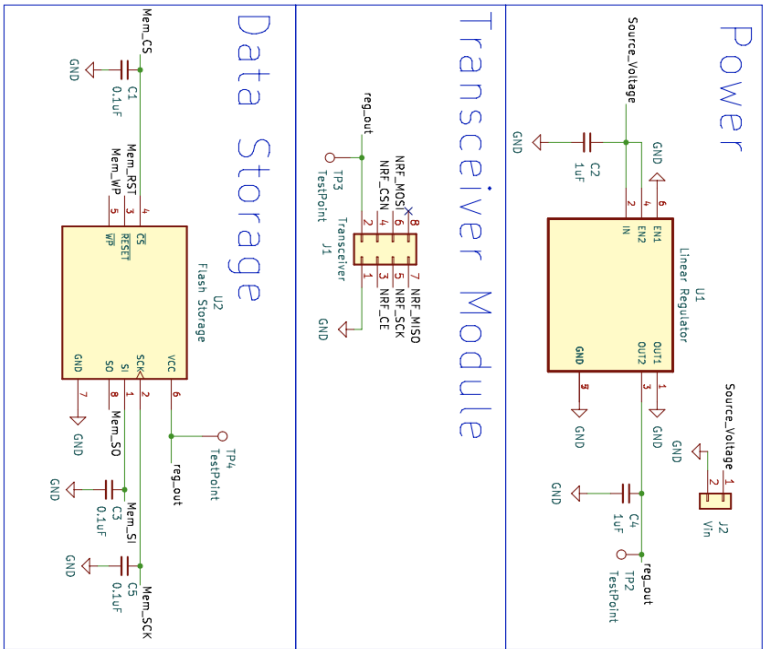 Power
J2
Vin
Source_Voltage
1
2
GND
U1
Linear Regulator
GND
6
EN1
OUT1
1
GND
4
EN2
OUT2
3
reg_out
Source_Voltage
2
IN
TP2
TestPoint
C2
1uF
GND
C4
1uF
GND
GND
5
GND
Transceiver Module
reg_out
TP3
TestPoint
J1
Transceiver
NRF_MOSI
NRF_CSN
8
6
4
2
7
5
3
1
NRF_MISO
NRF_SCK
NRF_CE
GND
Data Storage
U2
Flash Storage
Mem_CS
C1
0.1uF
GND
Mem_RST
Mem_WP
4
3
5
CS
RESET
WP
VCC
SCK
SI
SO
GND
6
2
1
8
7
TP4
TestPoint
reg_out
Mem_SO
GND
Mem_SI
C3
0.1uF
GND
Mem_SCK
C5
0.1uF
GND